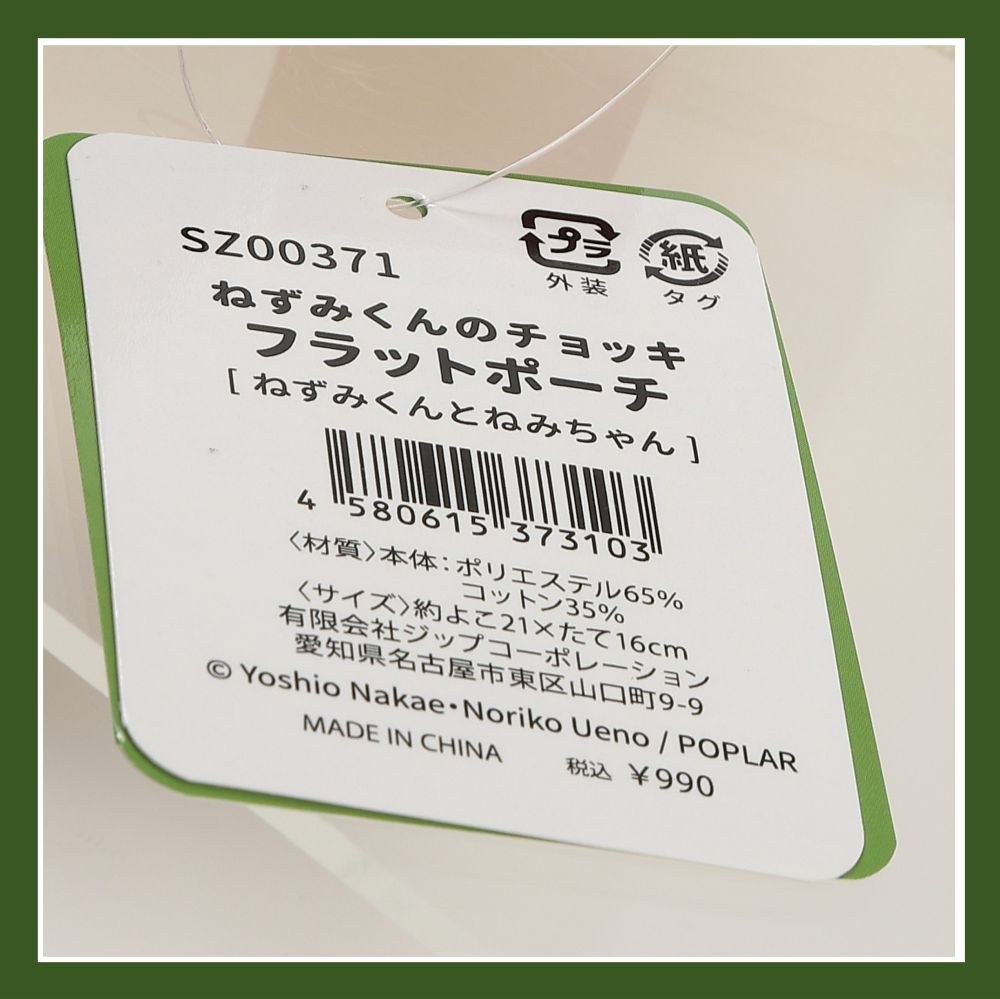 SZ00371
プラ
外装
紙
タグ
ねずみくんのチョッキ
フラットポーチ
[ ねずみくんとねみちゃん ]
4 580615 373103
〈材質〉本体：ポリエステル65%
コットン35%
〈サイズ〉約よこ21×たて16cm
有限会社ジップコーポレーション
愛知県名古屋市東区山口町9-9
© Yoshio Nakae・Noriko Ueno / POPLAR
MADE IN CHINA
税込 ￥990